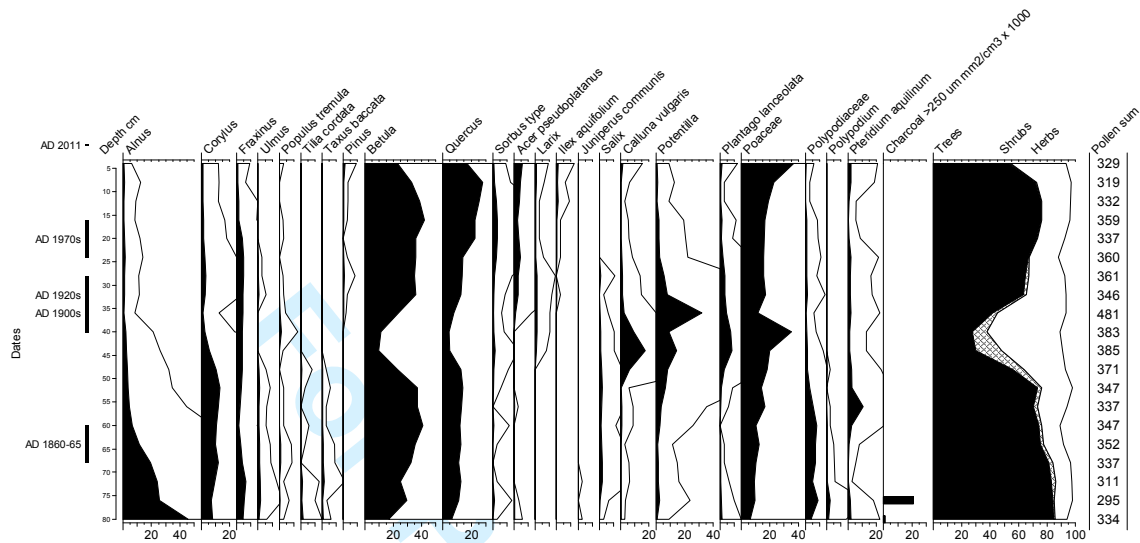 AD 2011 -
Depth cm
Alnus
Corylus
Fraxinus
Ulmus
Populus tremula
Tilia cordata
Taxus baccata
Pinus
Betula
Quercus
Sorbus type
Acer pseudoplatanus
Larix
Ilex aquifolium
Juniperus communis
Salix
Calluna vulgaris
Potentilla
Plantago lanceolata
Poaceae
Polypodiaceae
Polypodium
Pteridium aquilinum
Charcoal >250 um mm2/cm3 x 1000
Trees
Shrubs
Herbs
Pollen sum
5 329
10 319
332
15 359
AD 1970s 20 337
25 360
30 361
AD 1920s 346
AD 1900s 35 481
40 383
45 385
50 371
347
55 337
60 347
AD 1860-65 65 352
337
70 311
75 295
80 334
Dates
20 40 20 20 40 20 20 20 40 20 40 20 20 20 40 60 80 100